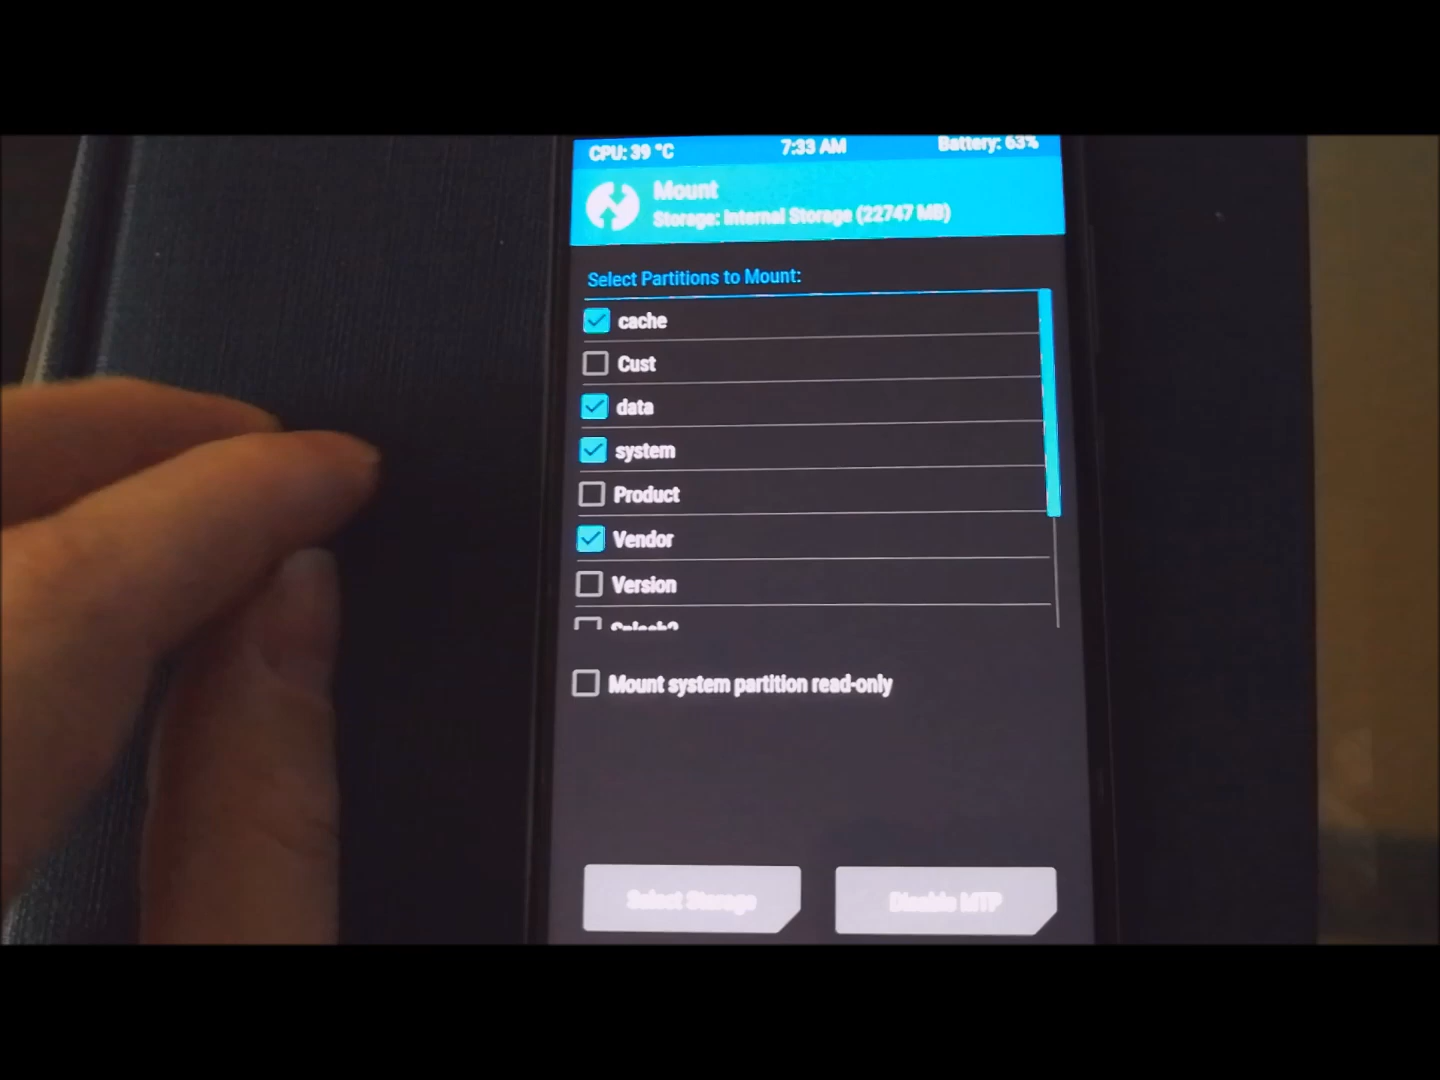 CPU: 39 °C 7:33 AM Battery: 63%
Mount
Storage: Internal Storage (22747 MB)
Select Partitions to Mount:
cache
Cust
data
system
Product
Vendor
Version
Mount system partition read-only
Select Storage Disable MTP